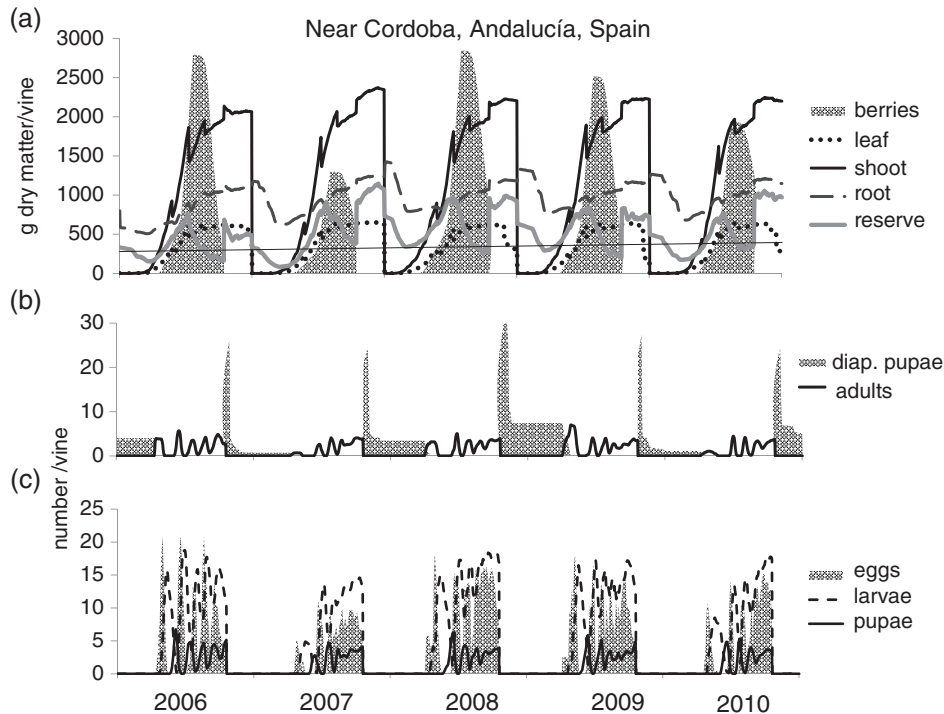 (a)
Near Cordoba, Andalucía, Spain
3000
2500
2000
1500
1000
500
0
g dry matter/vine
berries
leaf
shoot
root
reserve
(b)
30
20
10
0
diap. pupae
adults
(c)
number /vine
25
20
15
10
5
0
eggs
larvae
pupae
2006 2007 2008 2009 2010